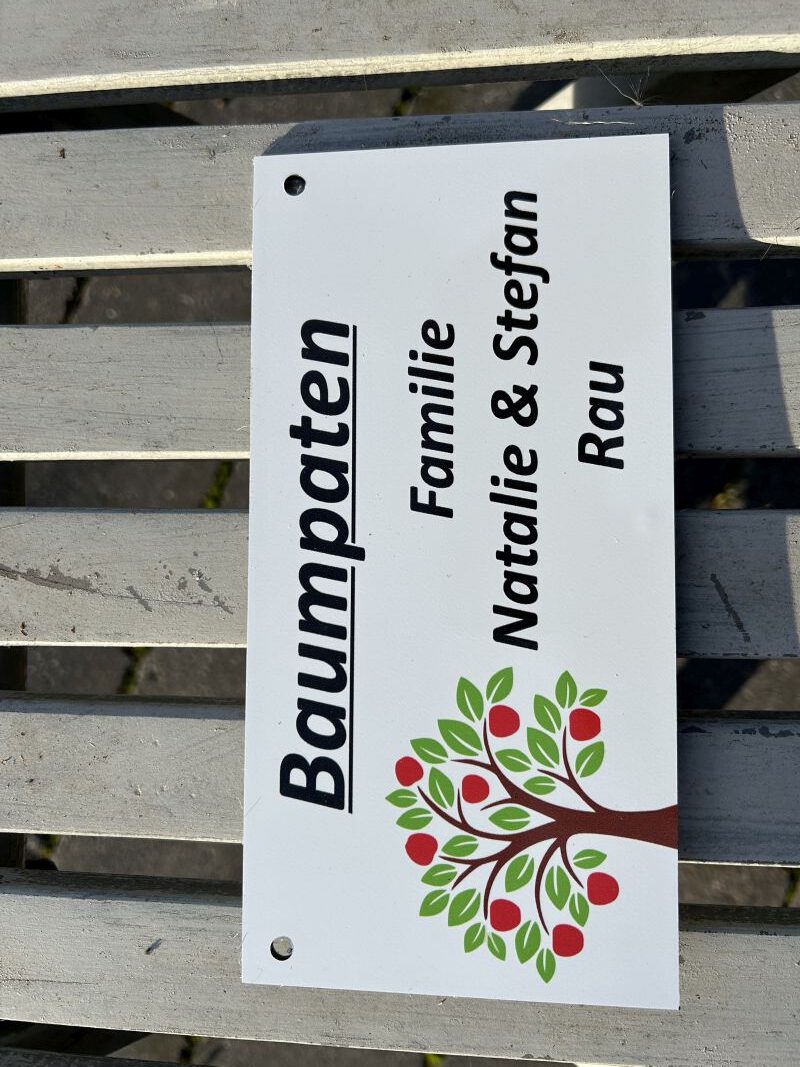 Baumpaten
Familie
Natalie & Stefan
Rau